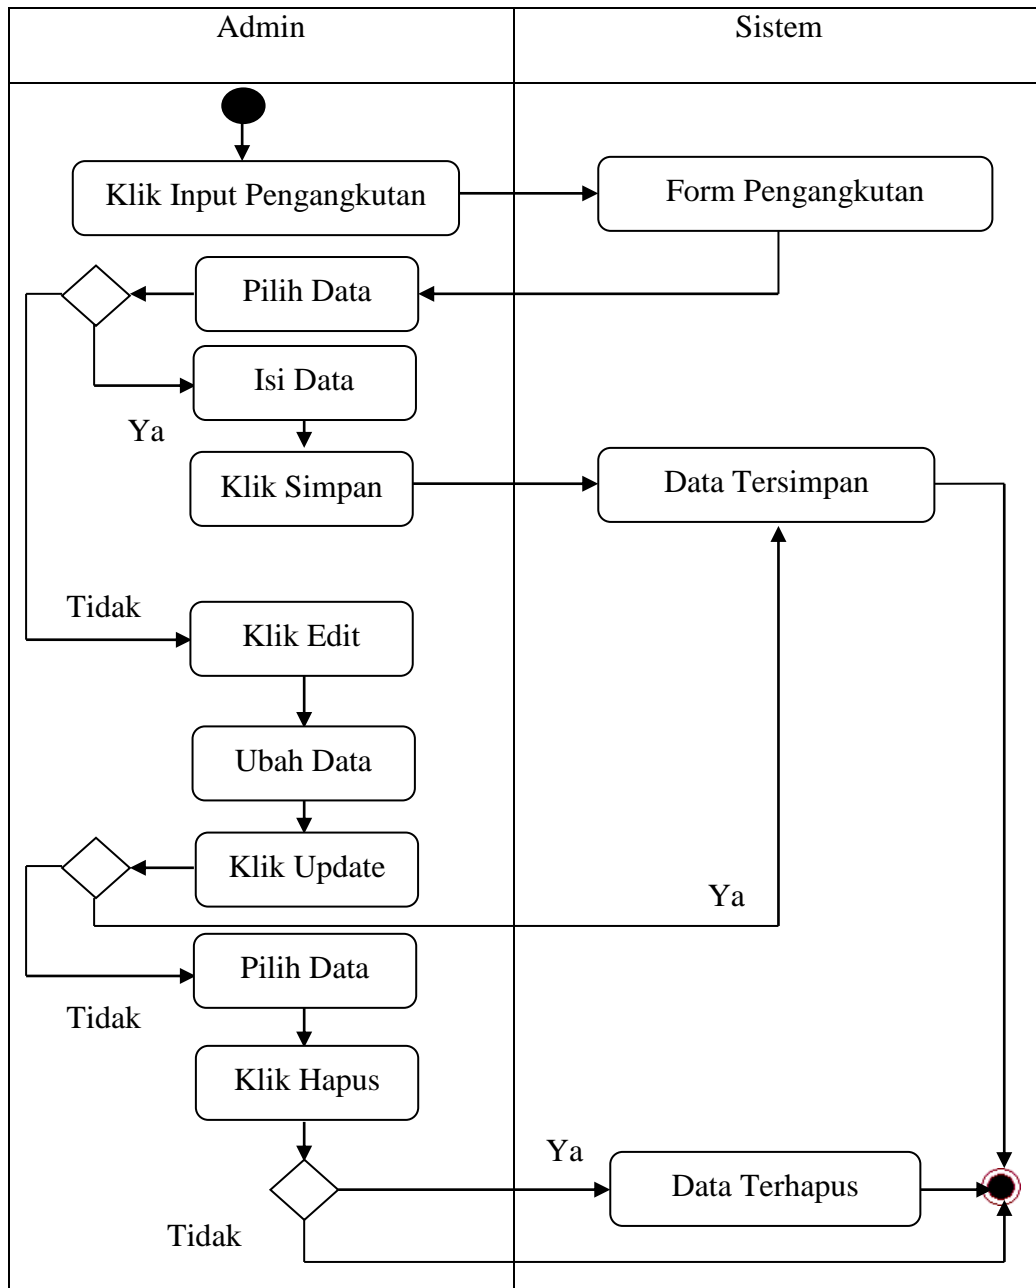 Admin
Sistem
Klik Input Pengangkutan
Form Pengangkutan
Pilih Data
Isi Data
Ya
Klik Simpan
Data Tersimpan
Tidak
Klik Edit
Ubah Data
Klik Update
Ya
Pilih Data
Tidak
Klik Hapus
Ya
Data Terhapus
Tidak